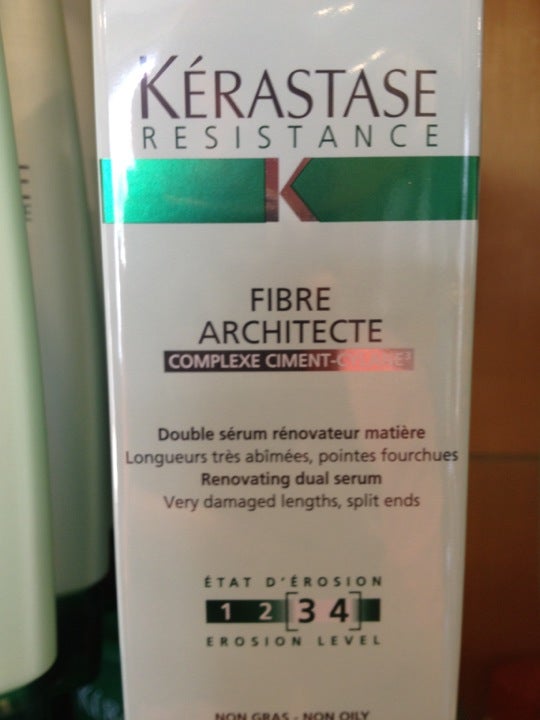 KÉRASTASE
RESISTANCE
K
FIBRE
ARCHITECTE
COMPLEXE
Double sérum rénovateur matière
Longueurs très abîmées, pointes fourchues
Renovating dual serum
Very damaged lengths, split ends
ÉTAT D'ÉROSION
1 2 [3 4]
EROSION LEVEL
NON GRAS - NON OILY